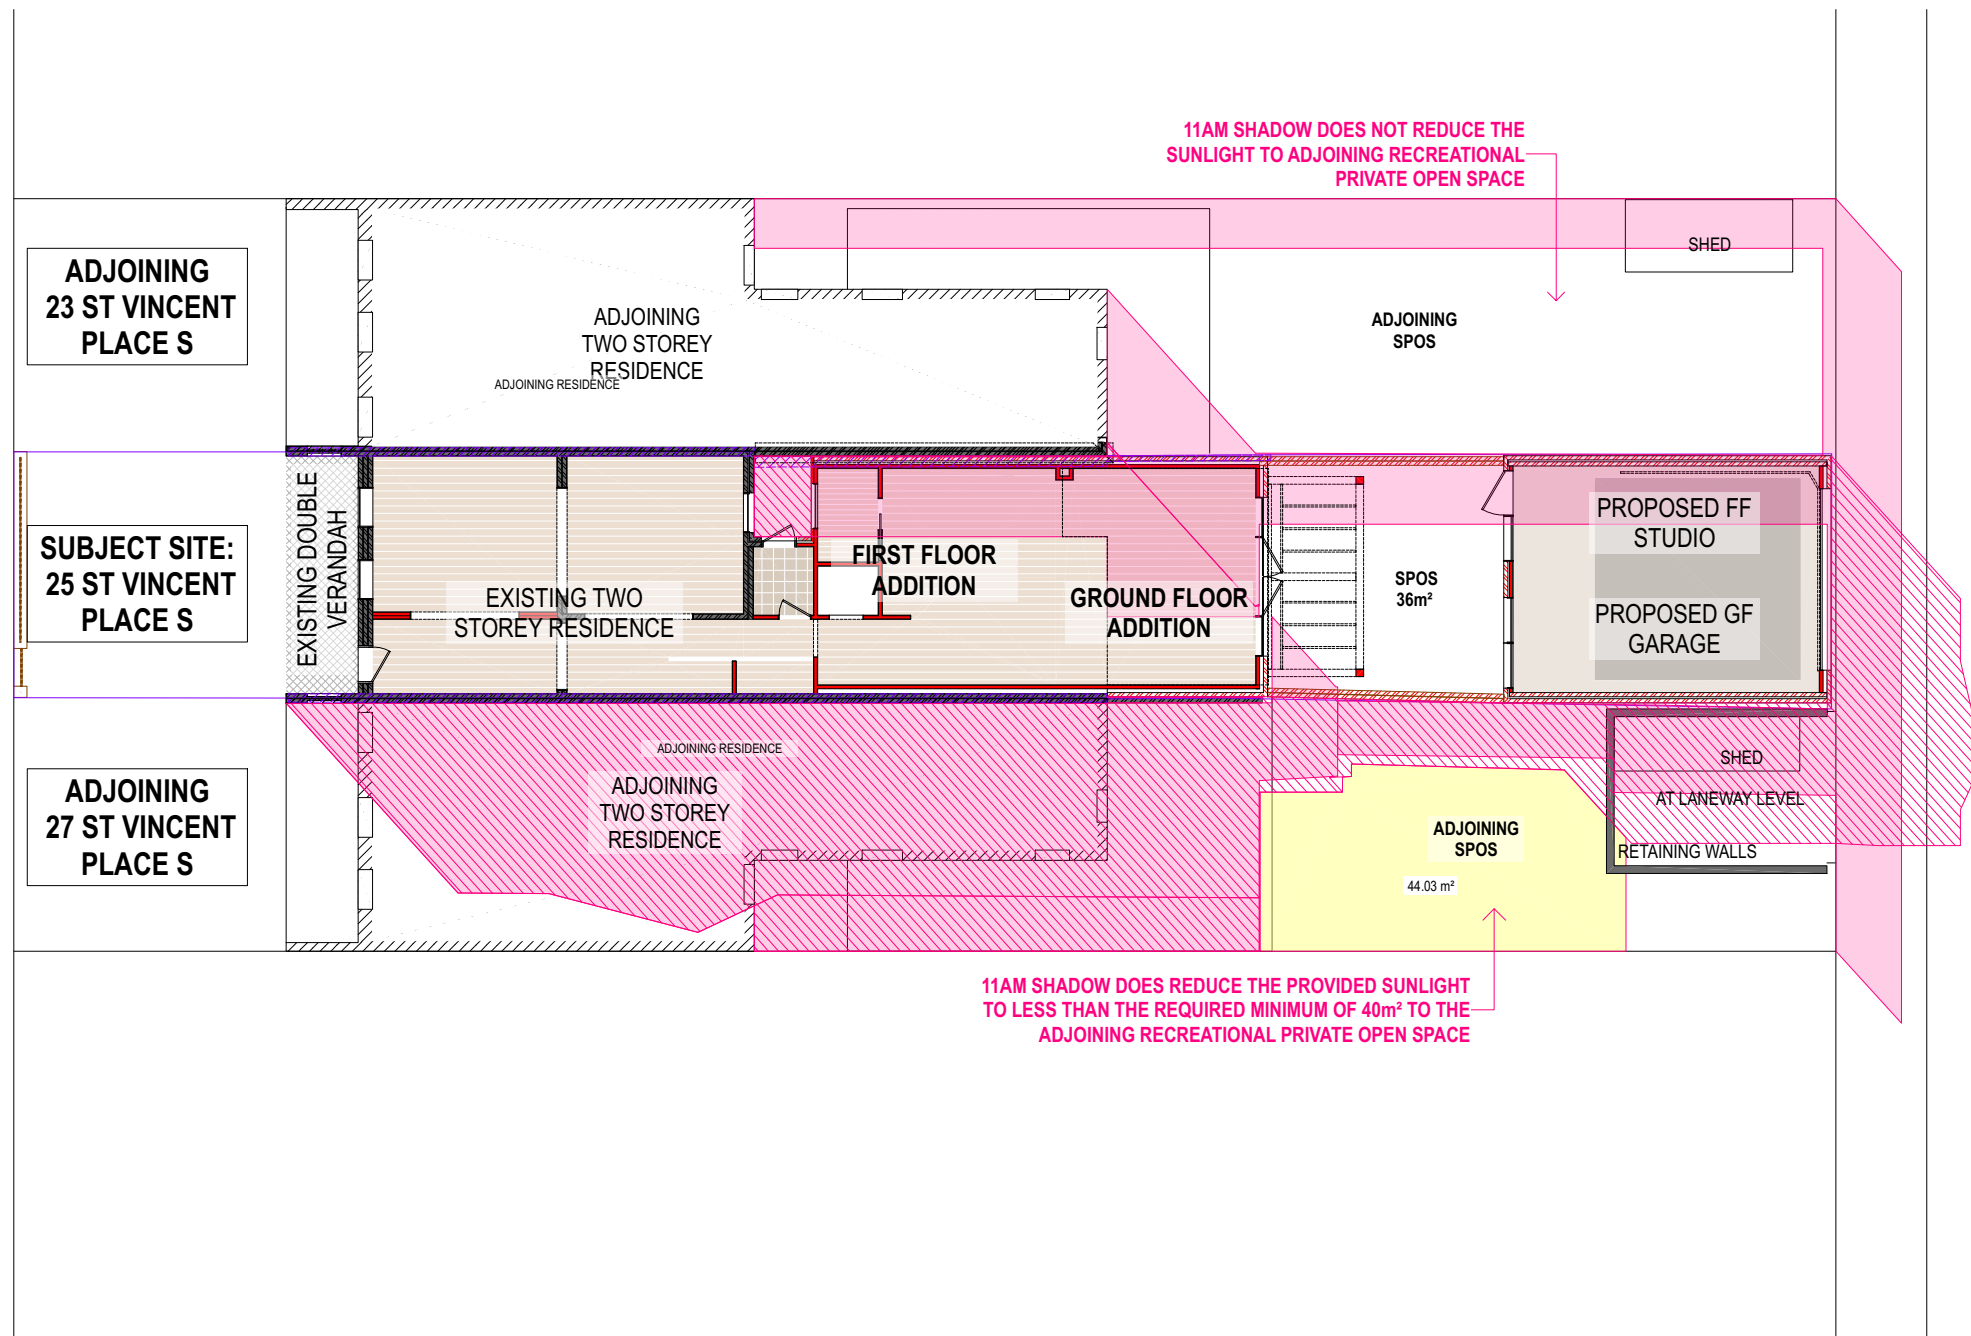 11AM SHADOW DOES NOT REDUCE THE
SUNLIGHT TO ADJOINING RECREATIONAL
PRIVATE OPEN SPACE
SHED
ADJOINING
23 ST VINCENT
PLACE S
ADJOINING
TWO STOREY
RESIDENCE
ADJOINING RESIDENCE
ADJOINING
SPOS
SUBJECT SITE:
25 ST VINCENT
PLACE S
EXISTING DOUBLE
VERANDAH
EXISTING TWO
STOREY RESIDENCE
FIRST FLOOR
ADDITION
GROUND FLOOR
ADDITION
SPOS
36m²
PROPOSED FF
STUDIO
PROPOSED GF
GARAGE
ADJOINING
27 ST VINCENT
PLACE S
ADJOINING RESIDENCE
ADJOINING
TWO STOREY
RESIDENCE
SHED
AT LANEWAY LEVEL
ADJOINING
SPOS
RETAINING WALLS
44.03 m²
11AM SHADOW DOES REDUCE THE PROVIDED SUNLIGHT
TO LESS THAN THE REQUIRED MINIMUM OF 40m² TO THE
ADJOINING RECREATIONAL PRIVATE OPEN SPACE